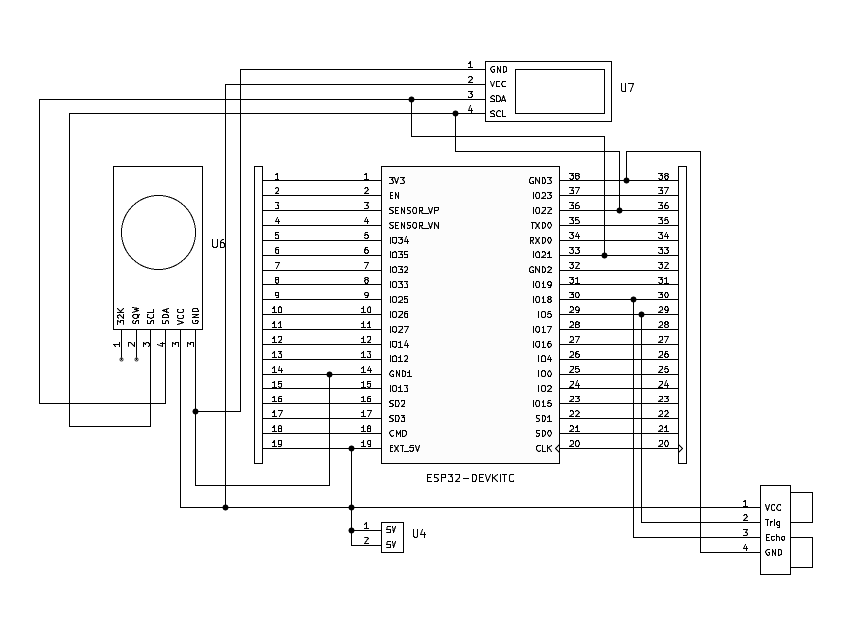 1 GND
2 VCC
3 SDA
4 SCL
U7
U6
32K SQW SCL SDA VCC GND
1 2 3 4 3 3
1 1 3V3 GND3 38 38
2 2 EN IO23 37 37
3 3 SENSOR_VP IO22 36 36
4 4 SENSOR_VN TXD0 35 35
5 5 IO34 RXD0 34 34
6 6 IO35 IO21 33 33
7 7 IO32 GND2 32 32
8 8 IO33 IO19 31 31
9 9 IO25 IO18 30 30
10 10 IO26 IO5 29 29
11 11 IO27 IO17 28 28
12 12 IO14 IO16 27 27
13 13 IO12 IO4 26 26
14 14 GND1 IO0 25 25
15 15 IO13 IO2 24 24
16 16 SD2 IO15 23 23
17 17 SD3 SD1 22 22
18 18 CMD SD0 21 21
19 19 EXT_5V CLK 20 20
ESP32-DEVKITC
1 5V
2 5V
U4
1 VCC
2 Trig
3 Echo
4 GND